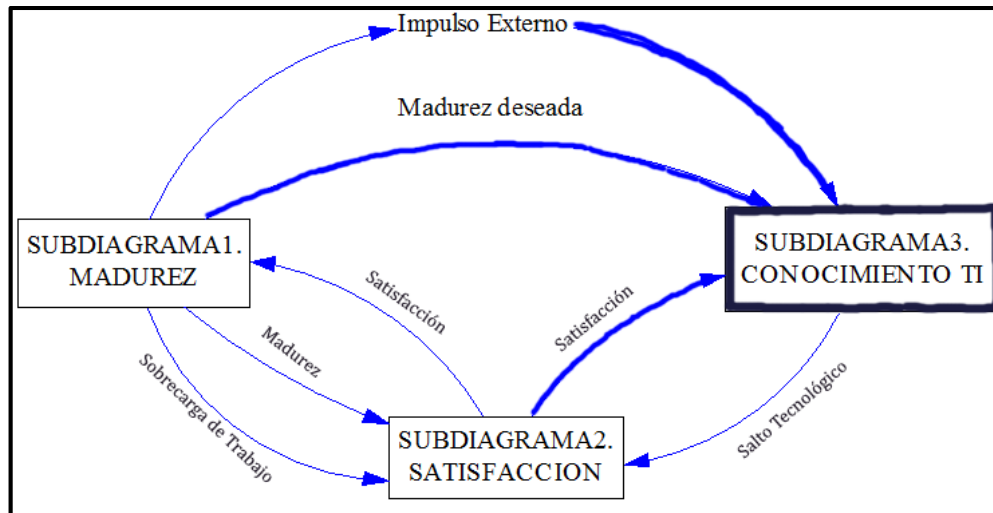 Impulso Externo
Madurez deseada
SUBDIAGRAMA1.
MADUREZ
SUBDIAGRAMA3.
CONOCIMIENTO TI
Satisfacción
Satisfacción
Madurez
Sobrecarga de Trabajo
Salto Tecnológico
SUBDIAGRAMA2.
SATISFACCION